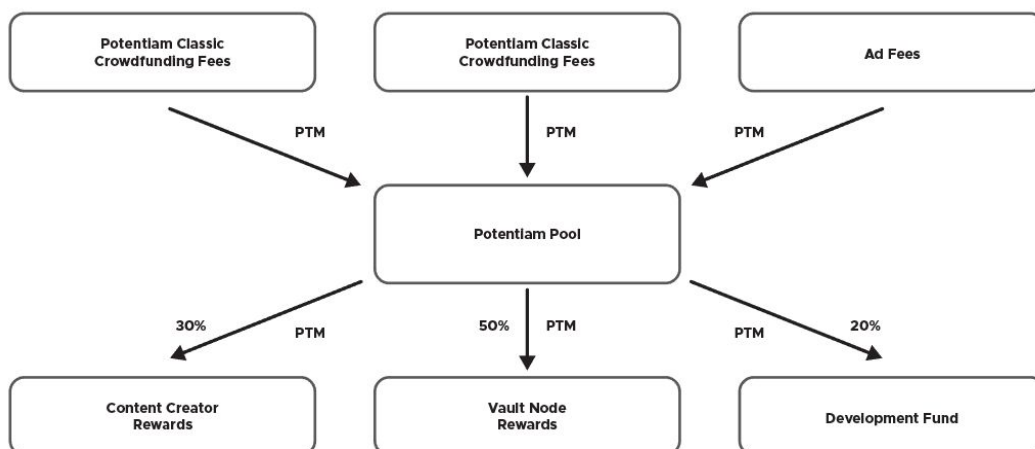 Potentiam Classic
Crowdfunding Fees
Potentiam Classic
Crowdfunding Fees
Ad Fees
PTM
PTM
PTM
Potentiam Pool
30%
PTM
50%
PTM
PTM
20%
Content Creator
Rewards
Vault Node
Rewards
Development Fund